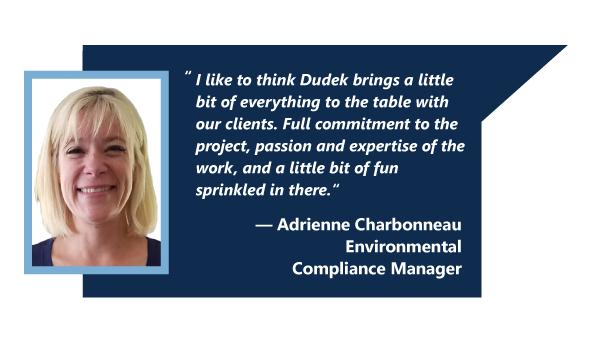 “ I like to think Dudek brings a little
bit of everything to the table with
our clients. Full commitment to the
project, passion and expertise of the
work, and a little bit of fun
sprinkled in there.“
— Adrienne Charbonneau
Environmental
Compliance Manager